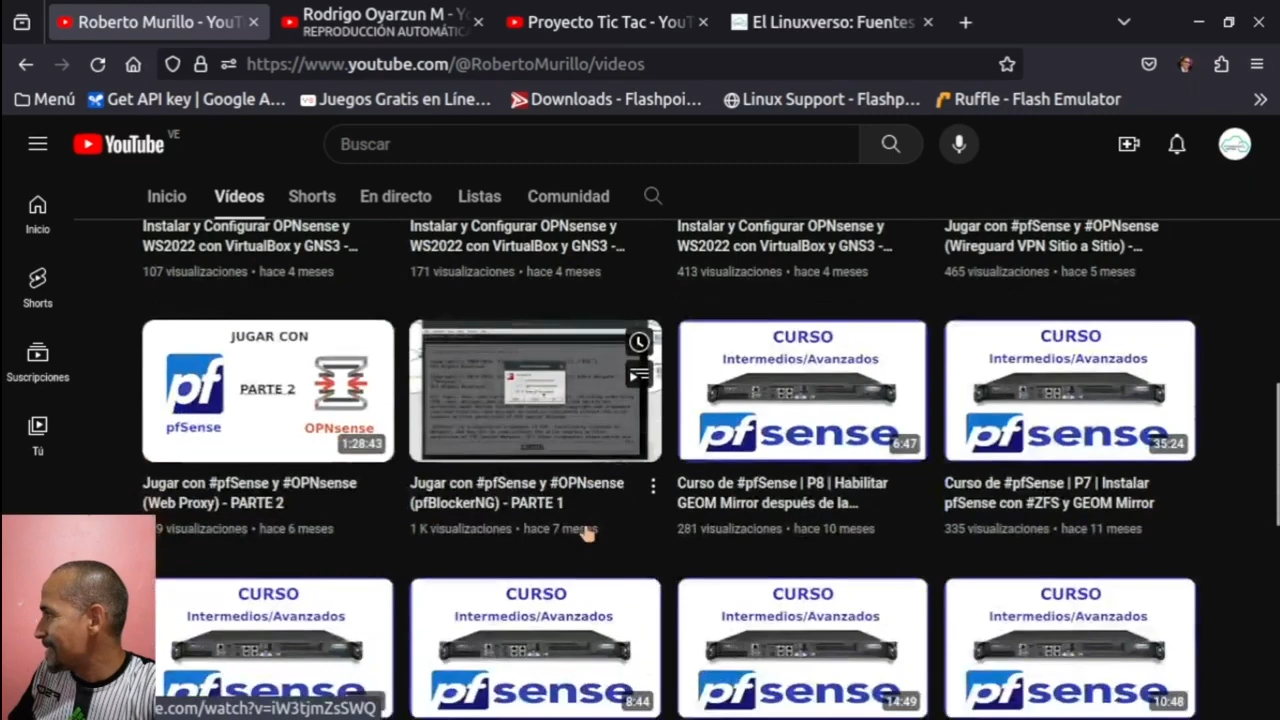 Roberto Murillo - YouT
Rodrigo Oyarzun M - Yo
REPRODUCCIÓN AUTOMÁTICA
Proyecto Tic Tac - YouT
El Linuxverso: Fuentes
https://www.youtube.com/@RobertoMurillo/videos
Menú
Get API key | Google A...
Juegos Gratis en Líne...
Downloads - Flashpoi...
Linux Support - Flashp...
Ruffle - Flash Emulator
YouTube VE
Buscar
Inicio
Vídeos
Shorts
En directo
Listas
Comunidad
Inicio
Shorts
Suscripciones
Tú
Instalar y Configurar OPNsense y
WS2022 con VirtualBox y GNS3 -...
107 visualizaciones • hace 4 meses
Instalar y Configurar OPNsense y
WS2022 con VirtualBox y GNS3 -...
171 visualizaciones • hace 4 meses
Instalar y Configurar OPNsense y
WS2022 con VirtualBox y GNS3 -...
413 visualizaciones • hace 4 meses
Jugar con #pfSense y #OPNsense
(Wireguard VPN Sitio a Sitio) -...
465 visualizaciones • hace 5 meses
JUGAR CON
pf
PARTE 2
pfSense
OPNsense
1:28:43
Jugar con #pfSense y #OPNsense
(Web Proxy) - PARTE 2
9 visualizaciones • hace 6 meses
Jugar con #pfSense y #OPNsense
(pfBlockerNG) - PARTE 1
1 K visualizaciones • hace 7 meses
CURSO
Intermedios/Avanzados
pfsense
6:47
Curso de #pfSense | P8 | Habilitar
GEOM Mirror después de la...
281 visualizaciones • hace 10 meses
CURSO
Intermedios/Avanzados
pfsense
35:24
Curso de #pfSense | P7 | Instalar
pfSense con #ZFS y GEOM Mirror
335 visualizaciones • hace 11 meses
CURSO
Intermedios/Avanzados
pfsense
CURSO
Intermedios/Avanzados
pfsense
8:44
CURSO
Intermedios/Avanzados
pfsense
14:49
CURSO
Intermedios/Avanzados
pfsense
10:48
e.com/watch?v=iW3tjmZsSWQ